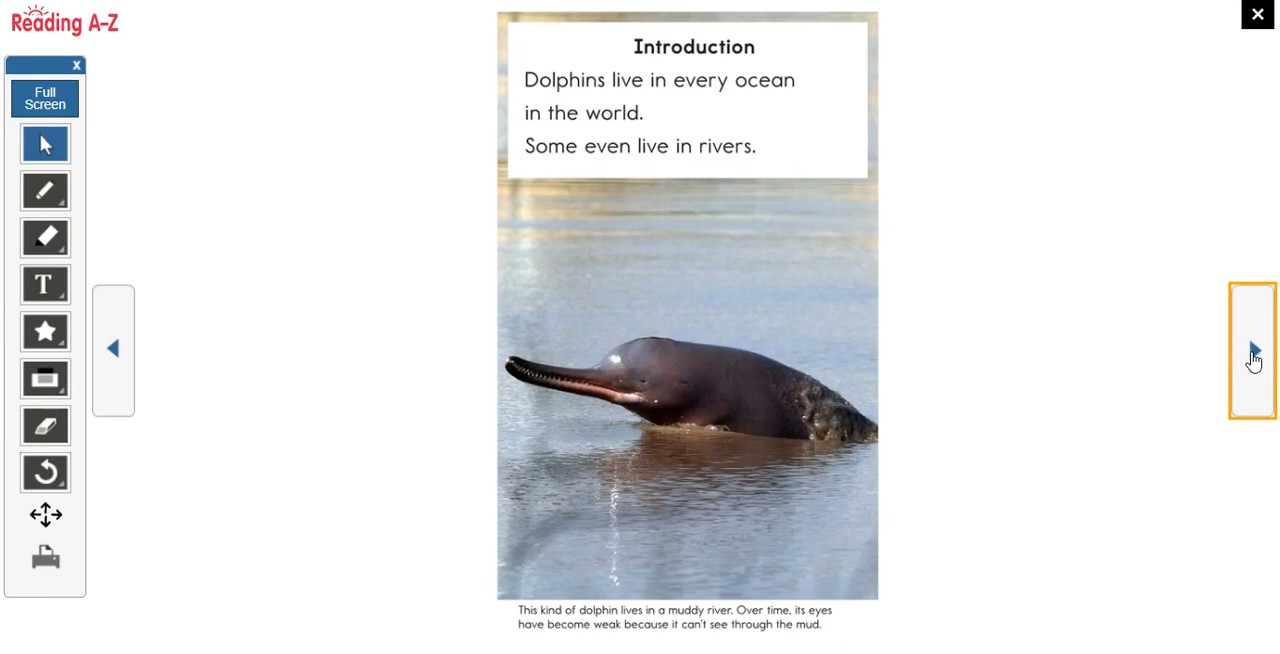 Reading A-Z
x
Full
Screen
T
Introduction
Dolphins live in every ocean
in the world.
Some even live in rivers.
This kind of dolphin lives in a muddy river. Over time, its eyes
have become weak because it can't see through the mud.